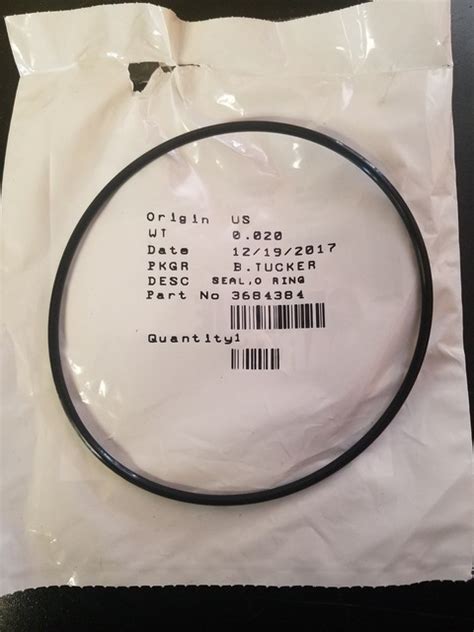 Origin US
WT 0.020
Date 12/19/2017
PKGR B.TUCKER
DESC SEAL,O RING
Part No 3684384
Quantity1